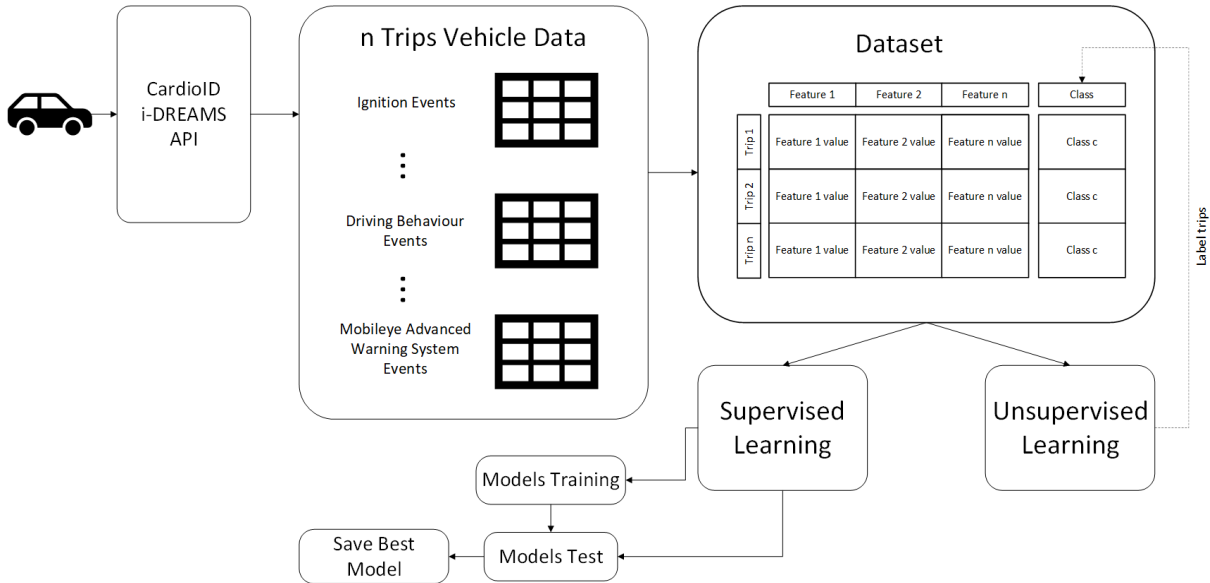 CardioID
i-DREAMS
API
n Trips Vehicle Data
Ignition Events
Driving Behaviour
Events
Mobileye Advanced
Warning System
Events
Dataset
Feature 1 Feature 2 Feature n Class
Trip 1 Feature 1 value Feature 2 value Feature n value Class c
Trip 2 Feature 1 value Feature 2 value Feature n value Class c
Trip n Feature 1 value Feature 2 value Feature n value Class c
Label trips
Supervised
Learning
Unsupervised
Learning
Models Training
Models Test
Save Best
Model